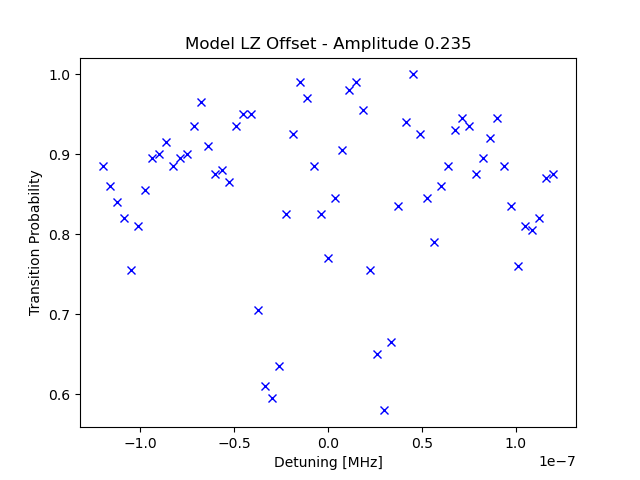 Model LZ Offset - Amplitude 0.235
1.0
0.9
0.8
0.7
0.6
Transition Probability
−1.0 −0.5 0.0 0.5 1.0
1e−7
Detuning [MHz]